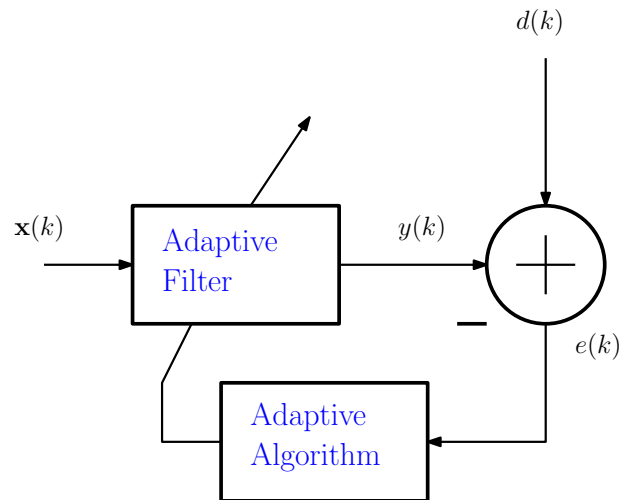 d(k)
x(k)
y(k)
Adaptive
Filter
e(k)
Adaptive
Algorithm